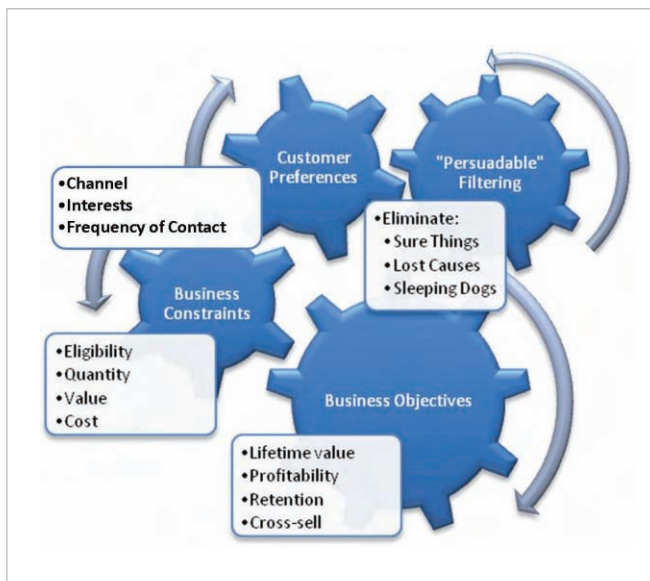 Customer
Preferences
"Persuadable"
Filtering
•Channel
•Interests
•Frequency of Contact
•Eliminate:
•Sure Things
•Lost Causes
•Sleeping Dogs
Business
Constraints
•Eligibility
•Quantity
•Value
•Cost
Business Objectives
•Lifetime value
•Profitability
•Retention
•Cross-sell